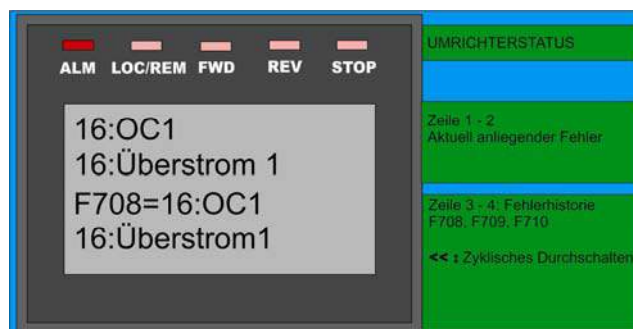 ALM LOC/REM FWD REV STOP
16:OC1
16:Überstrom 1
F708=16:OC1
16:Überstrom1
UMRICHTERSTATUS
Zeile 1 - 2
Aktuell anliegender Fehler
Zeile 3 - 4: Fehlerhistorie
F708. F709. F710
<< : Zyklisches Durchschalten